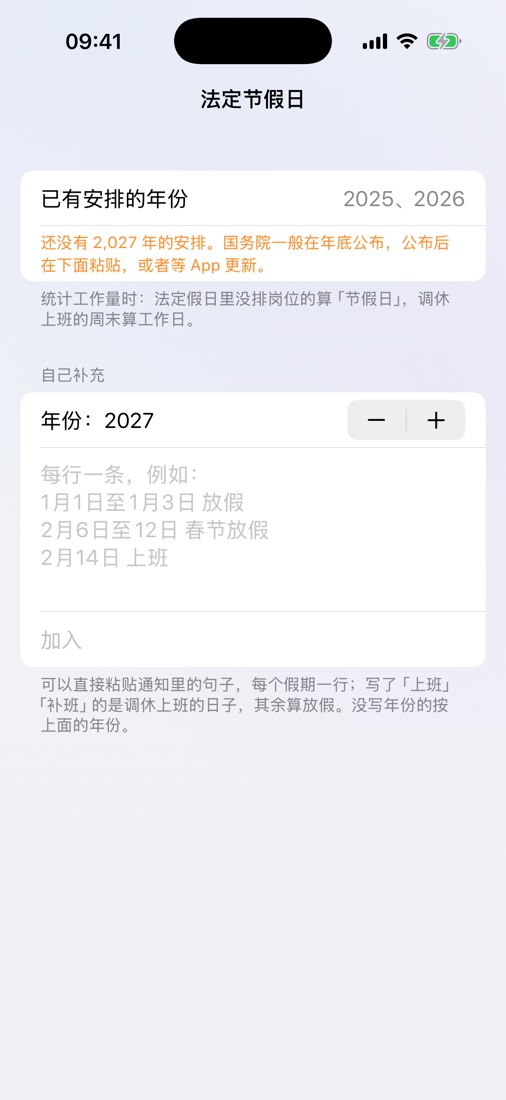 09:41
法定节假日
已有安排的年份 2025、2026
还没有 2,027 年的安排。国务院一般在年底公布，公布后
在下面粘贴，或者等 App 更新。
统计工作量时：法定假日里没排岗位的算「节假日」，调休
上班的周末算工作日。
自己补充
年份：2027
每行一条，例如：
1月1日至1月3日 放假
2月6日至12日 春节放假
2月14日 上班
加入
可以直接粘贴通知里的句子，每个假期一行；写了「上班」
「补班」的是调休上班的日子，其余算放假。没写年份的按
上面的年份。